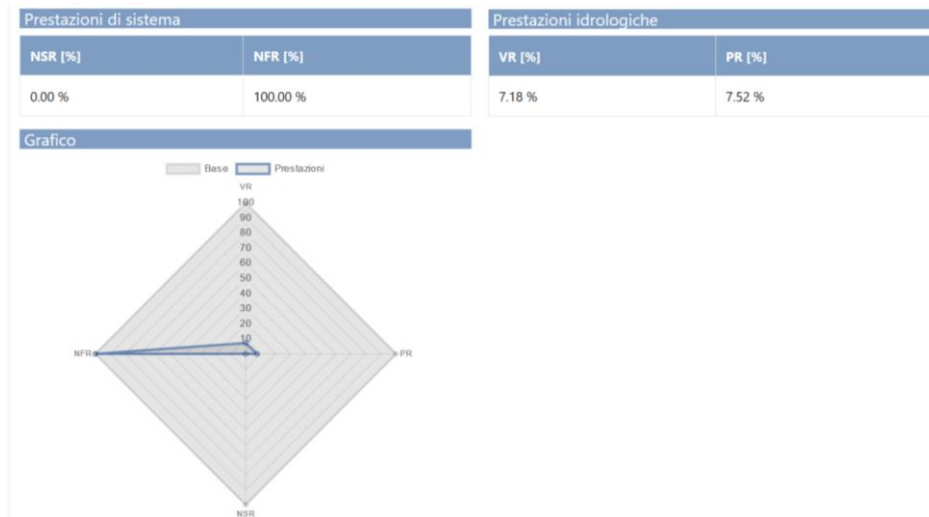 Prestazioni di sistema
NSR [%] NFR [%]
0.00 % 100.00 %
Prestazioni idrologiche
VR [%] PR [%]
7.18 % 7.52 %
Grafico
Base Prestazioni
VR
100
90
80
70
60
50
40
30
20
10
NFR PR
NSR